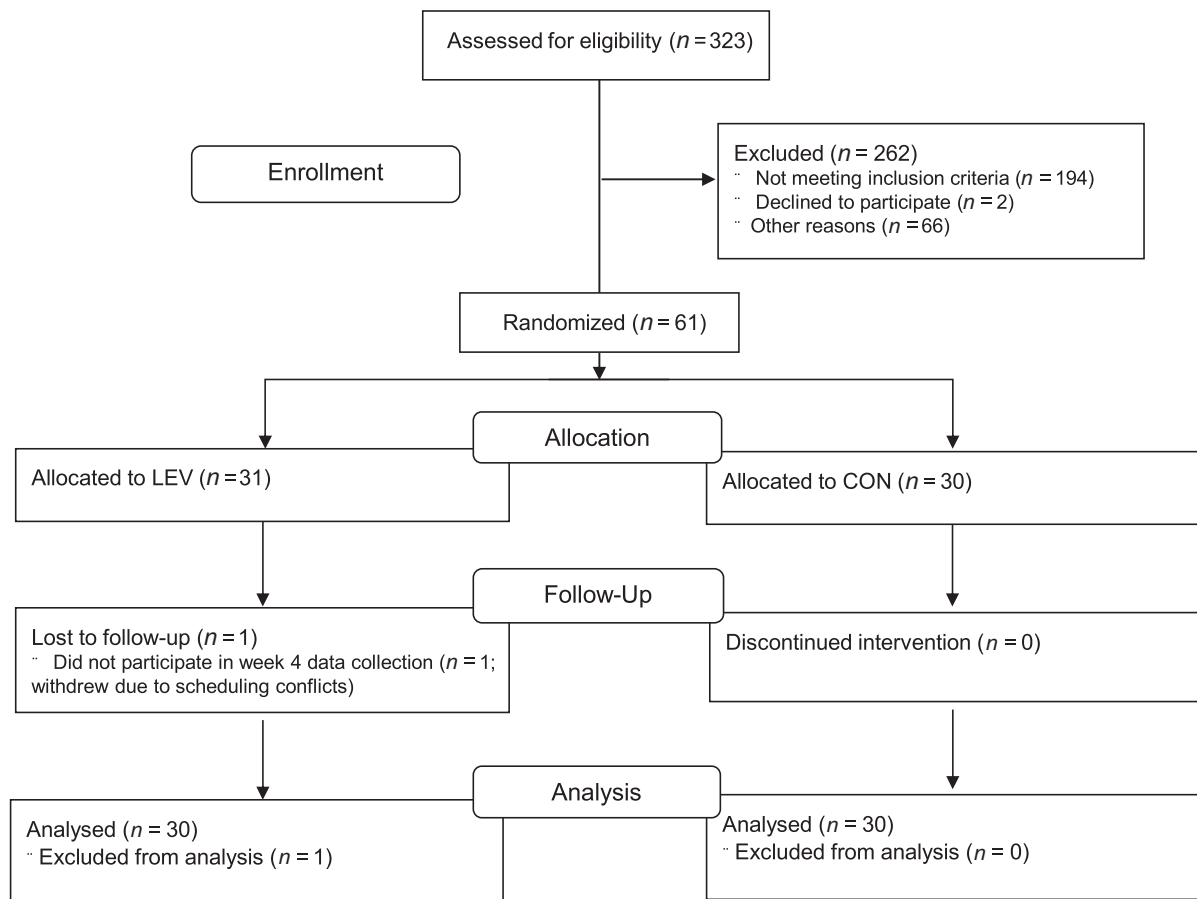 Assessed for eligibility (n = 323)
Enrollment
Excluded (n = 262)
¨ Not meeting inclusion criteria (n = 194)
¨ Declined to participate (n = 2)
¨ Other reasons (n = 66)
Randomized (n = 61)
Allocation
Allocated to LEV (n = 31)
Allocated to CON (n = 30)
Follow-Up
Lost to follow-up (n = 1)
¨ Did not participate in week 4 data collection (n = 1;
withdrew due to scheduling conflicts)
Discontinued intervention (n = 0)
Analysis
Analysed (n = 30)
¨ Excluded from analysis (n = 1)
Analysed (n = 30)
¨ Excluded from analysis (n = 0)